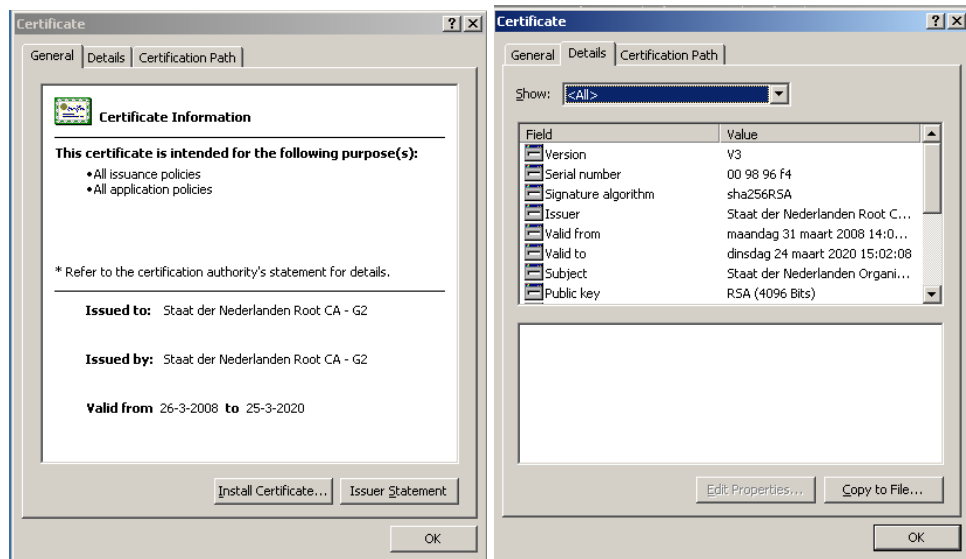 Certificate
General Details Certification Path
Certificate Information
This certificate is intended for the following purpose(s):
•All issuance policies
•All application policies
* Refer to the certification authority's statement for details.
Issued to: Staat der Nederlanden Root CA - G2
Issued by: Staat der Nederlanden Root CA - G2
Valid from 26-3-2008 to 25-3-2020
Install Certificate... Issuer Statement
OK
Certificate
General Details Certification Path
Show: <All>
Field Value
Version V3
Serial number 00 98 96 f4
Signature algorithm sha256RSA
Issuer Staat der Nederlanden Root C...
Valid from maandag 31 maart 2008 14:0...
Valid to dinsdag 24 maart 2020 15:02:08
Subject Staat der Nederlanden Organi...
Public key RSA (4096 Bits)
Edit Properties... Copy to File...
OK